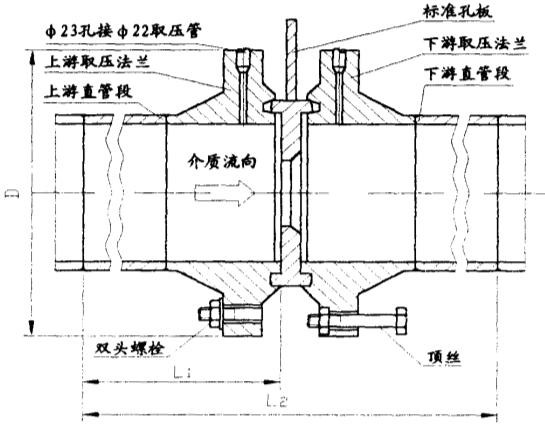 标准孔板
φ23孔接φ22取压管
下游取压法兰
上游取压法兰
下游直管段
上游直管段
介质流向
D
双头螺栓
顶丝
L1
L2